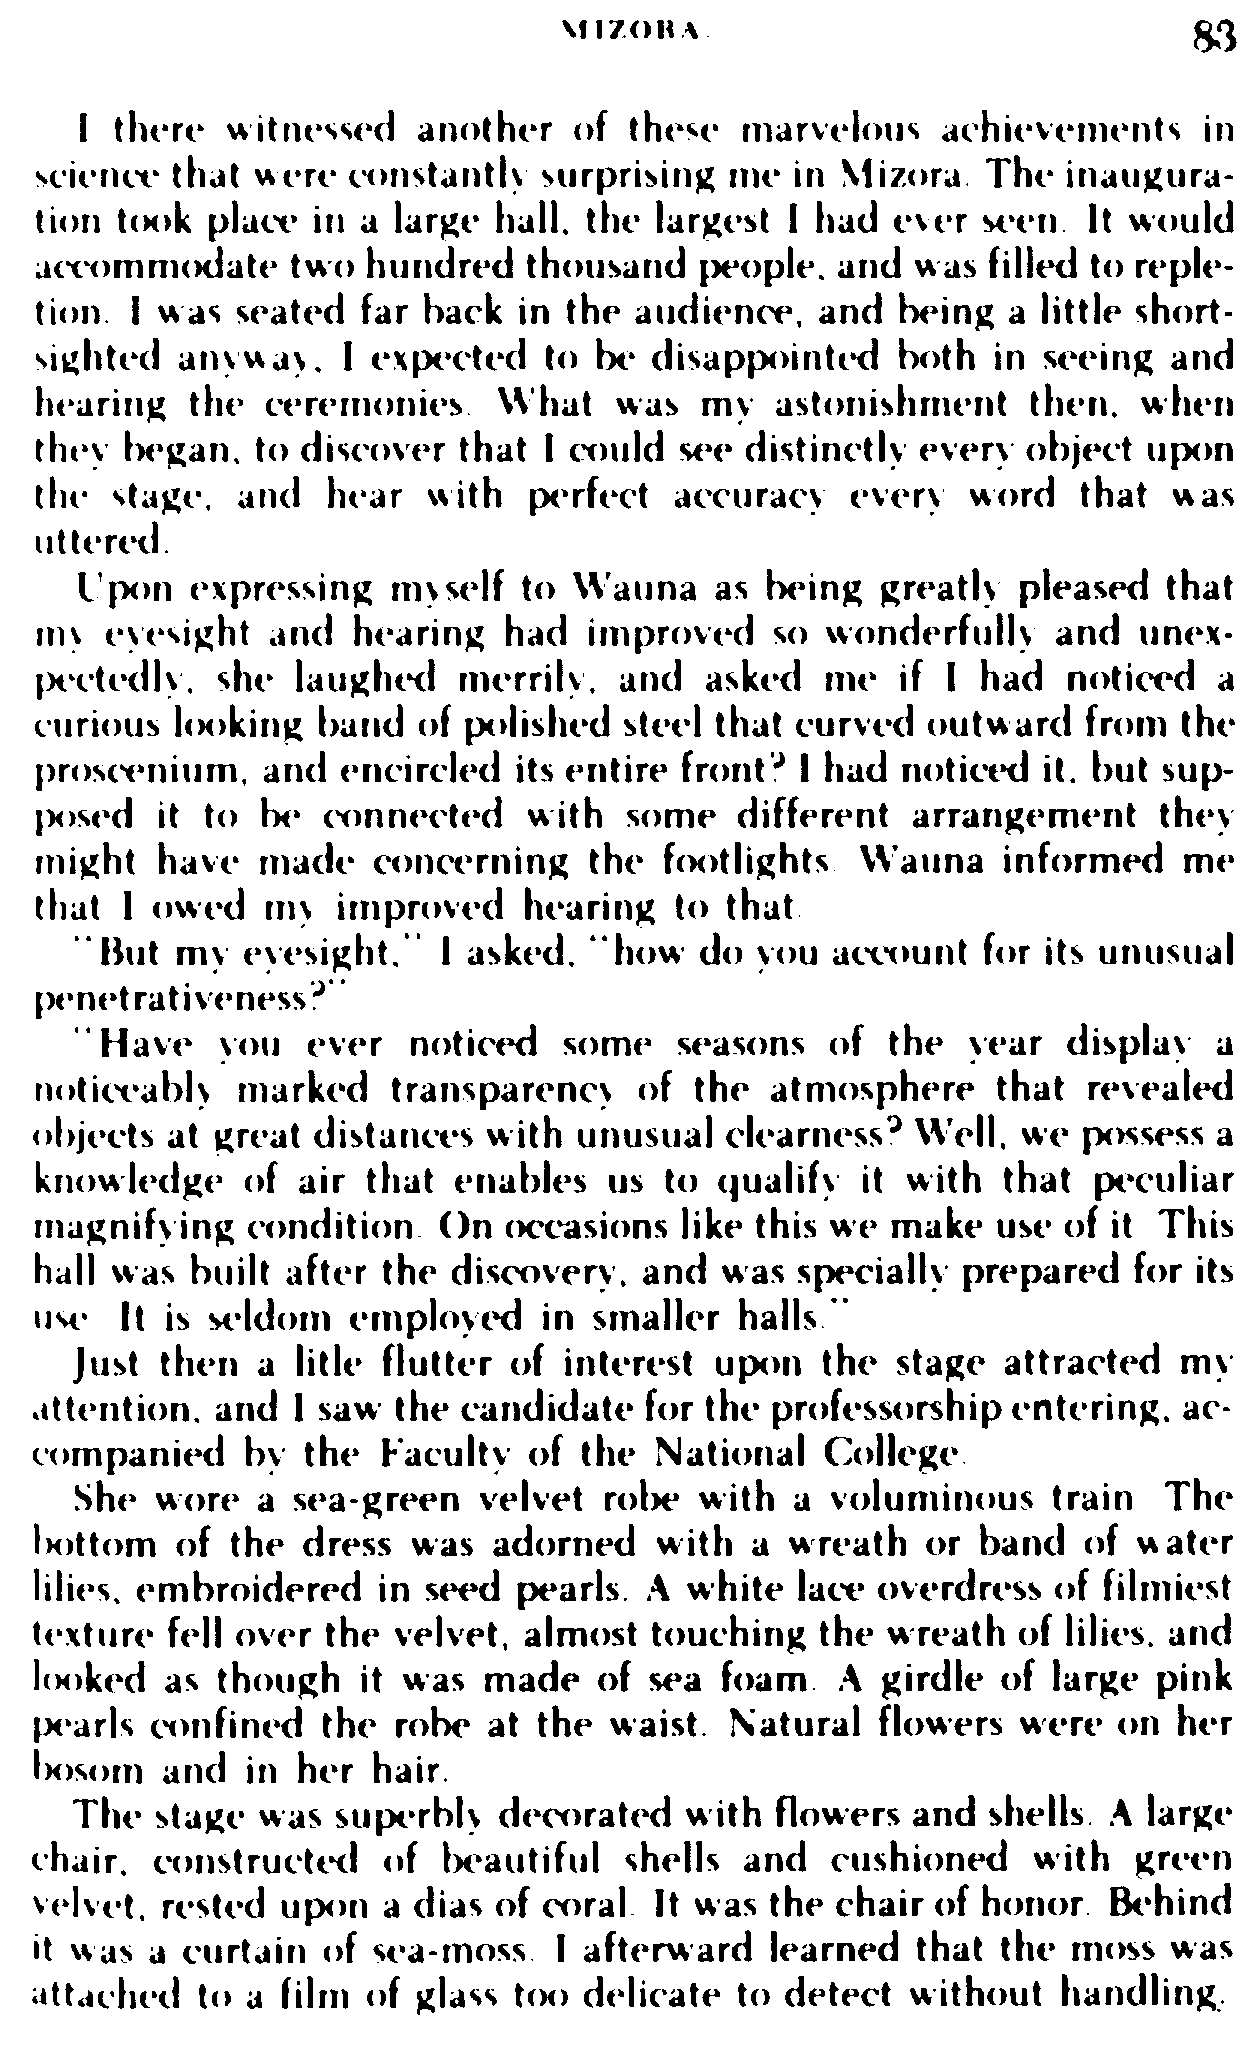 MIZORA. 83
I there witnessed another of these marvelous achievements in
science that were constantly surprising me in Mizora. The inaugura-
tion took place in a large hall, the largest I had ever seen. It would
accommodate two hundred thousand people, and was filled to reple-
tion. I was seated far back in the audience, and being a little short-
sighted anyway, I expected to be disappointed both in seeing and
hearing the ceremonies. What was my astonishment then, when
they began, to discover that I could see distinctly every object upon
the stage, and hear with perfect accuracy every word that was
uttered.
Upon expressing myself to Wauna as being greatly pleased that
my eyesight and hearing had improved so wonderfully and unex-
pectedly, she laughed merrily, and asked me if I had noticed a
curious looking band of polished steel that curved outward from the
proscenium, and encircled its entire front? I had noticed it, but sup-
posed it to be connected with some different arrangement they
might have made concerning the footlights. Wauna informed me
that I owed my improved hearing to that.
"But my eyesight," I asked, "how do you account for its unusual
penetrativeness?"
"Have you ever noticed some seasons of the year display a
noticeably marked transparency of the atmosphere that revealed
objects at great distances with unusual clearness? Well, we possess a
knowledge of air that enables us to qualify it with that peculiar
magnifying condition. On occasions like this we make use of it. This
hall was built after the discovery, and was specially prepared for its
use. It is seldom employed in smaller halls."
Just then a litle flutter of interest upon the stage attracted my
attention, and I saw the candidate for the professorship entering, ac-
companied by the Faculty of the National College.
She wore a sea-green velvet robe with a voluminous train. The
bottom of the dress was adorned with a wreath or band of water
lilies, embroidered in seed pearls. A white lace overdress of filmiest
texture fell over the velvet, almost touching the wreath of lilies, and
looked as though it was made of sea foam. A girdle of large pink
pearls confined the robe at the waist. Natural flowers were on her
bosom and in her hair.
The stage was superbly decorated with flowers and shells. A large
chair, constructed of beautiful shells and cushioned with green
velvet, rested upon a dias of coral. It was the chair of honor. Behind
it was a curtain of sea-moss. I afterward learned that the moss was
attached to a film of glass too delicate to detect without handling.